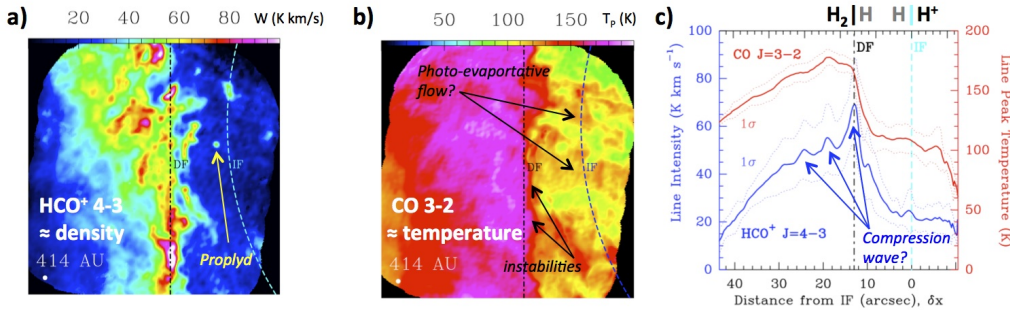 a)
20 40 60 80 W (K km/s)
DF
IF
HCO⁺ 4-3
≈ density
Proplyd
414 AU
b)
50 100 150 T_P (K)
Photo-evaporative
flow?
DF
IF
CO 3-2
≈ temperature
414 AU
instabilities
c)
H₂ H H H⁺
DF
IF
CO J=3-2
1σ
1σ
HCO⁺ J=4-3
Compression
wave?
Line Intensity (K km s⁻¹)
100
80
60
40
20
0
200
150
100
50
0
Line Peak Temperature (K)
40 30 20 10 0
Distance from IF (arcsec), δx